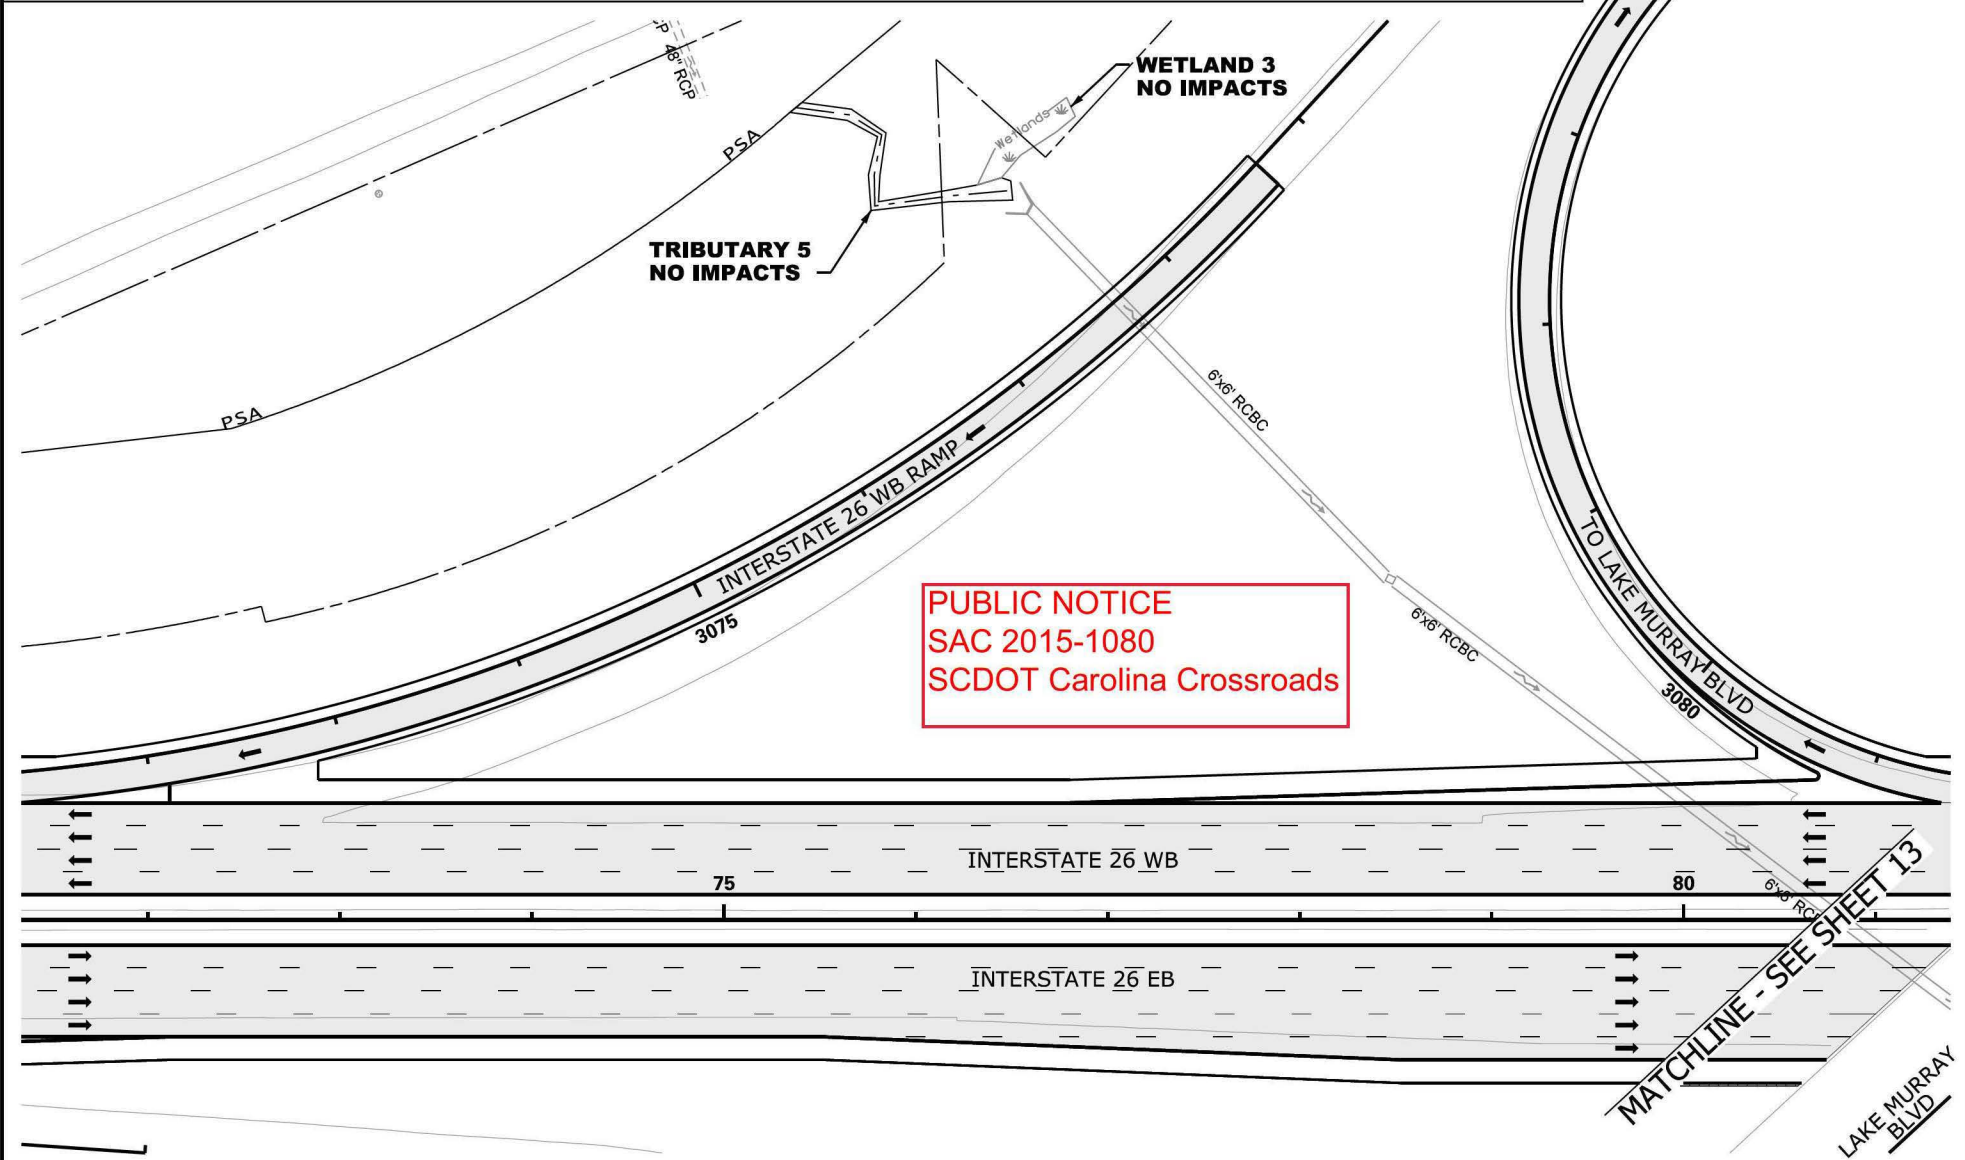 48" RCP
WETLAND 3
NO IMPACTS
Wetlands
PSA
TRIBUTARY 5
NO IMPACTS
PSA
6'x6' RCBC
INTERSTATE 26 WB RAMP
3075
PUBLIC NOTICE
SAC 2015-1080
SCDOT Carolina Crossroads
6'x6' RCBC
TO LAKE MURRAY BLVD
3080
INTERSTATE 26 WB
75
80
INTERSTATE 26 EB
MATCHLINE - SEE SHEET 13
LAKE MURRAY
BLVD